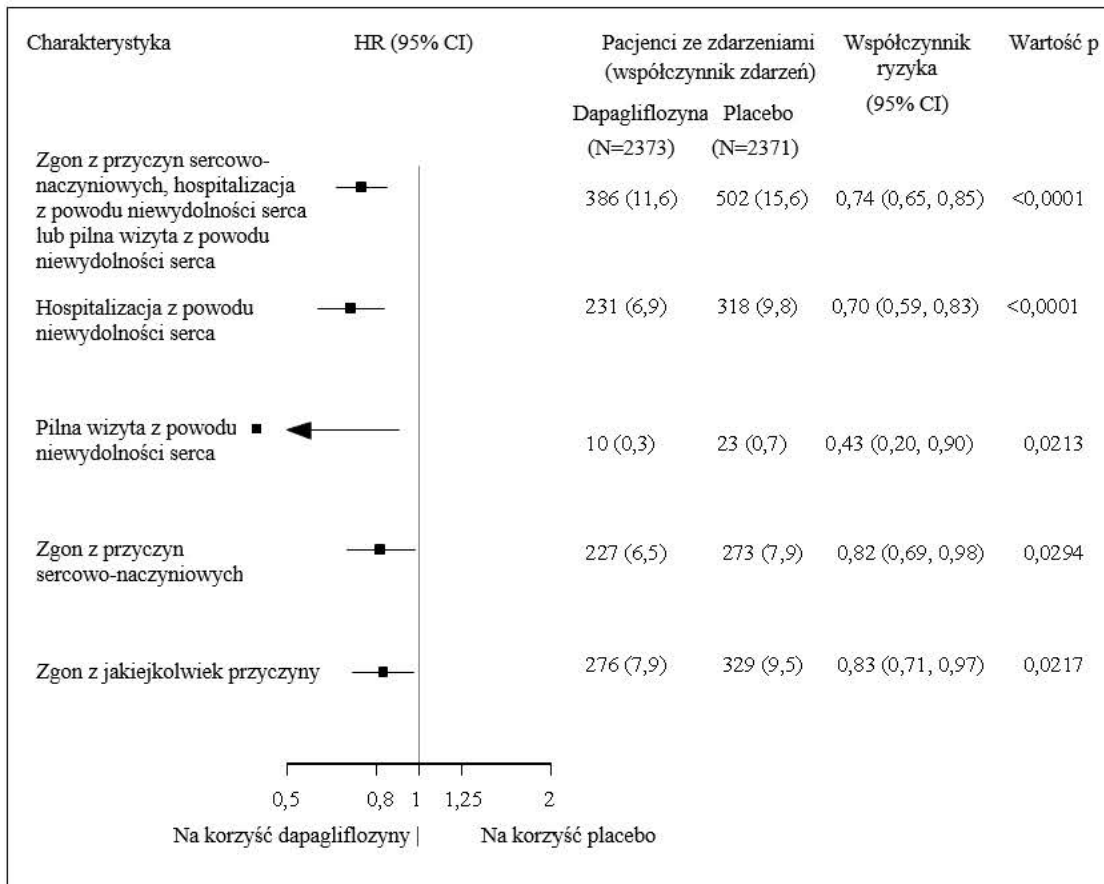 Charakterystyka HR (95% CI) Pacjenci ze zdarzeniami Współczynnik Wartość p
(współczynnik zdarzeń) ryzyka
(95% CI)
Dapagliflozyna Placebo
(N=2373) (N=2371)
Zgon z przyczyn sercowo-
naczyniowych, hospitalizacja
z powodu niewydolności serca 386 (11,6) 502 (15,6) 0,74 (0,65, 0,85) <0,0001
lub pilna wizyta z powodu
niewydolności serca
Hospitalizacja z powodu 231 (6,9) 318 (9,8) 0,70 (0,59, 0,83) <0,0001
niewydolności serca
Pilna wizyta z powodu
niewydolności serca 10 (0,3) 23 (0,7) 0,43 (0,20, 0,90) 0,0213
Zgon z przyczyn 227 (6,5) 273 (7,9) 0,82 (0,69, 0,98) 0,0294
sercowo-naczyniowych
Zgon z jakiejkolwiek przyczyny 276 (7,9) 329 (9,5) 0,83 (0,71, 0,97) 0,0217
0,5 0,8 1 1,25 2
Na korzyść dapagliflozyny | Na korzyść placebo